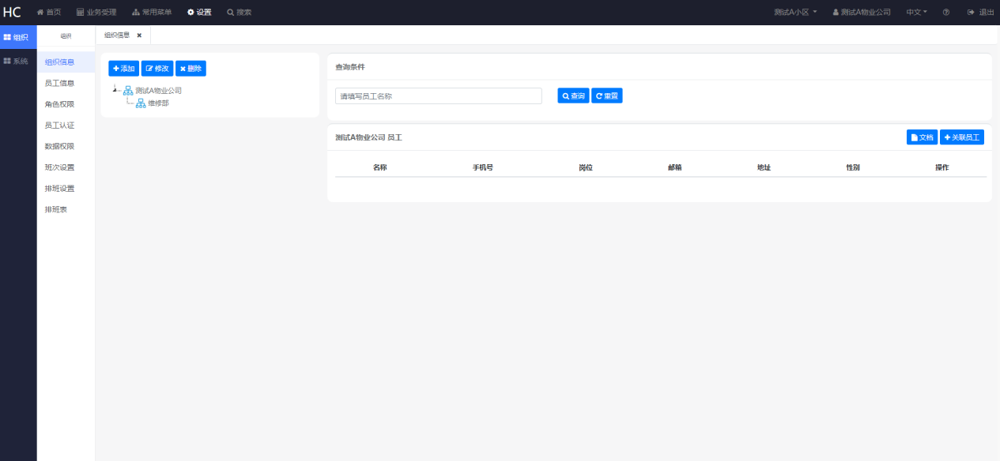 HC 首页 业务受理 常用菜单 设置 搜索 测试A小区 测试A物业公司 中文 退出
组织
系统
组织
组织信息
员工信息
角色权限
员工认证
数据权限
班次设置
排班设置
排班表
组织信息
添加 修改 删除
测试A物业公司
维修部
查询条件
请填写员工名称 查询 重置
测试A物业公司 员工 文档 关联员工
名称 手机号 岗位 邮箱 地址 性别 操作